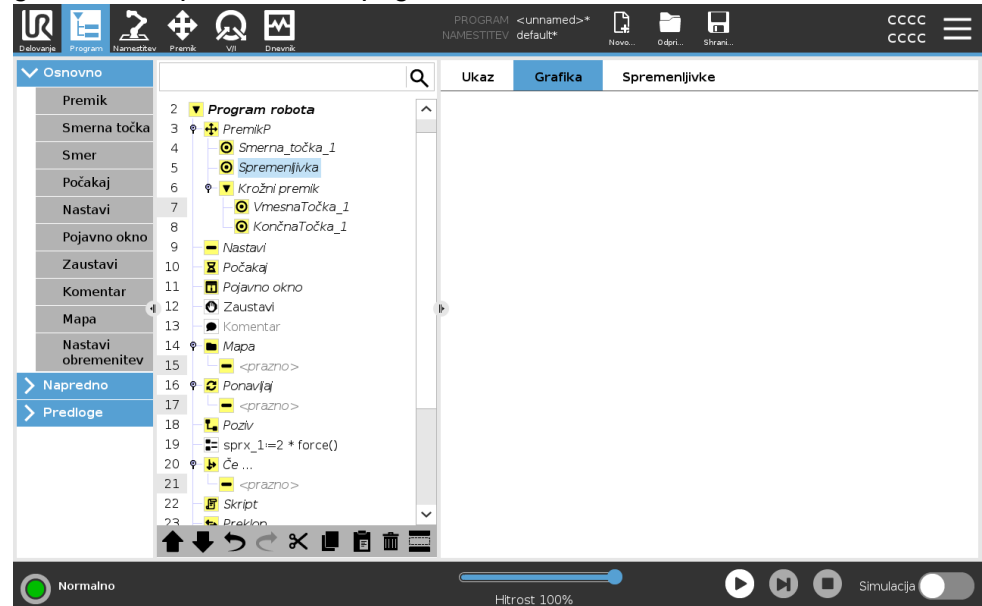 PROGRAM <unnamed>*
NAMESTITEV default*
CCCC
CCCC
Delovanje Program Namestitev Premik V/I Dnevnik Novo... Odpri... Shrani...
Osnovno
Premik
Smerna točka
Smer
Počakaj
Nastavi
Pojavno okno
Zaustavi
Komentar
Mapa
Nastavi
obremenitev
Napredno
Predloge
2 Program robota
3 PremikP
4 Smerna_točka_1
5 Spremenljivka
6 Krožni premik
7 VmesnaTočka_1
8 KončnaTočka_1
9 Nastavi
10 Počakaj
11 Pojavno okno
12 Zaustavi
13 Komentar
14 Mapa
15 <prazno>
16 Ponavljaj
17 <prazno>
18 Poziv
19 sprx_1:=2 * force()
20 Če ...
21 <prazno>
22 Skript
23 Preklop
Ukaz Grafika Spremenljivke
Normalno
Hitrost 100%
Simulacija